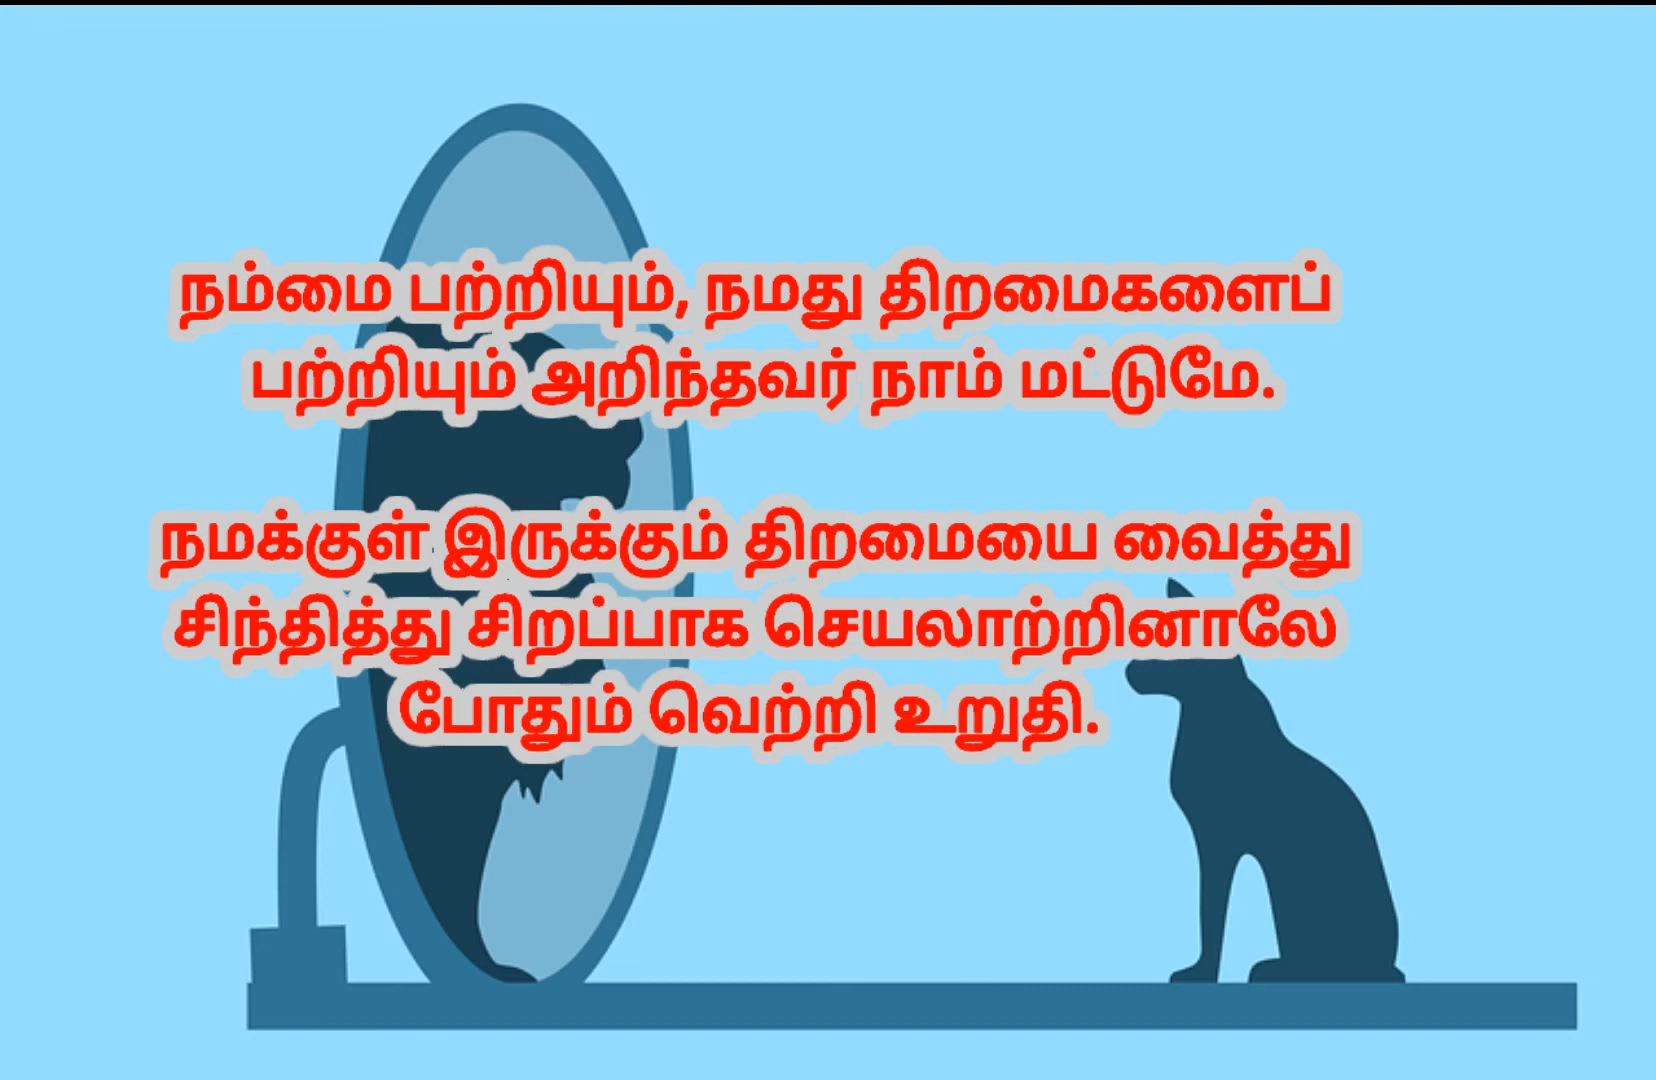 நம்மை பற்றியும், நமது திறமைகளைப்
பற்றியும் அறிந்தவர் நாம் மட்டுமே.
நமக்குள் இருக்கும் திறமையை வைத்து
சிந்தித்து சிறப்பாக செயலாற்றினாலே
போதும் வெற்றி உறுதி.